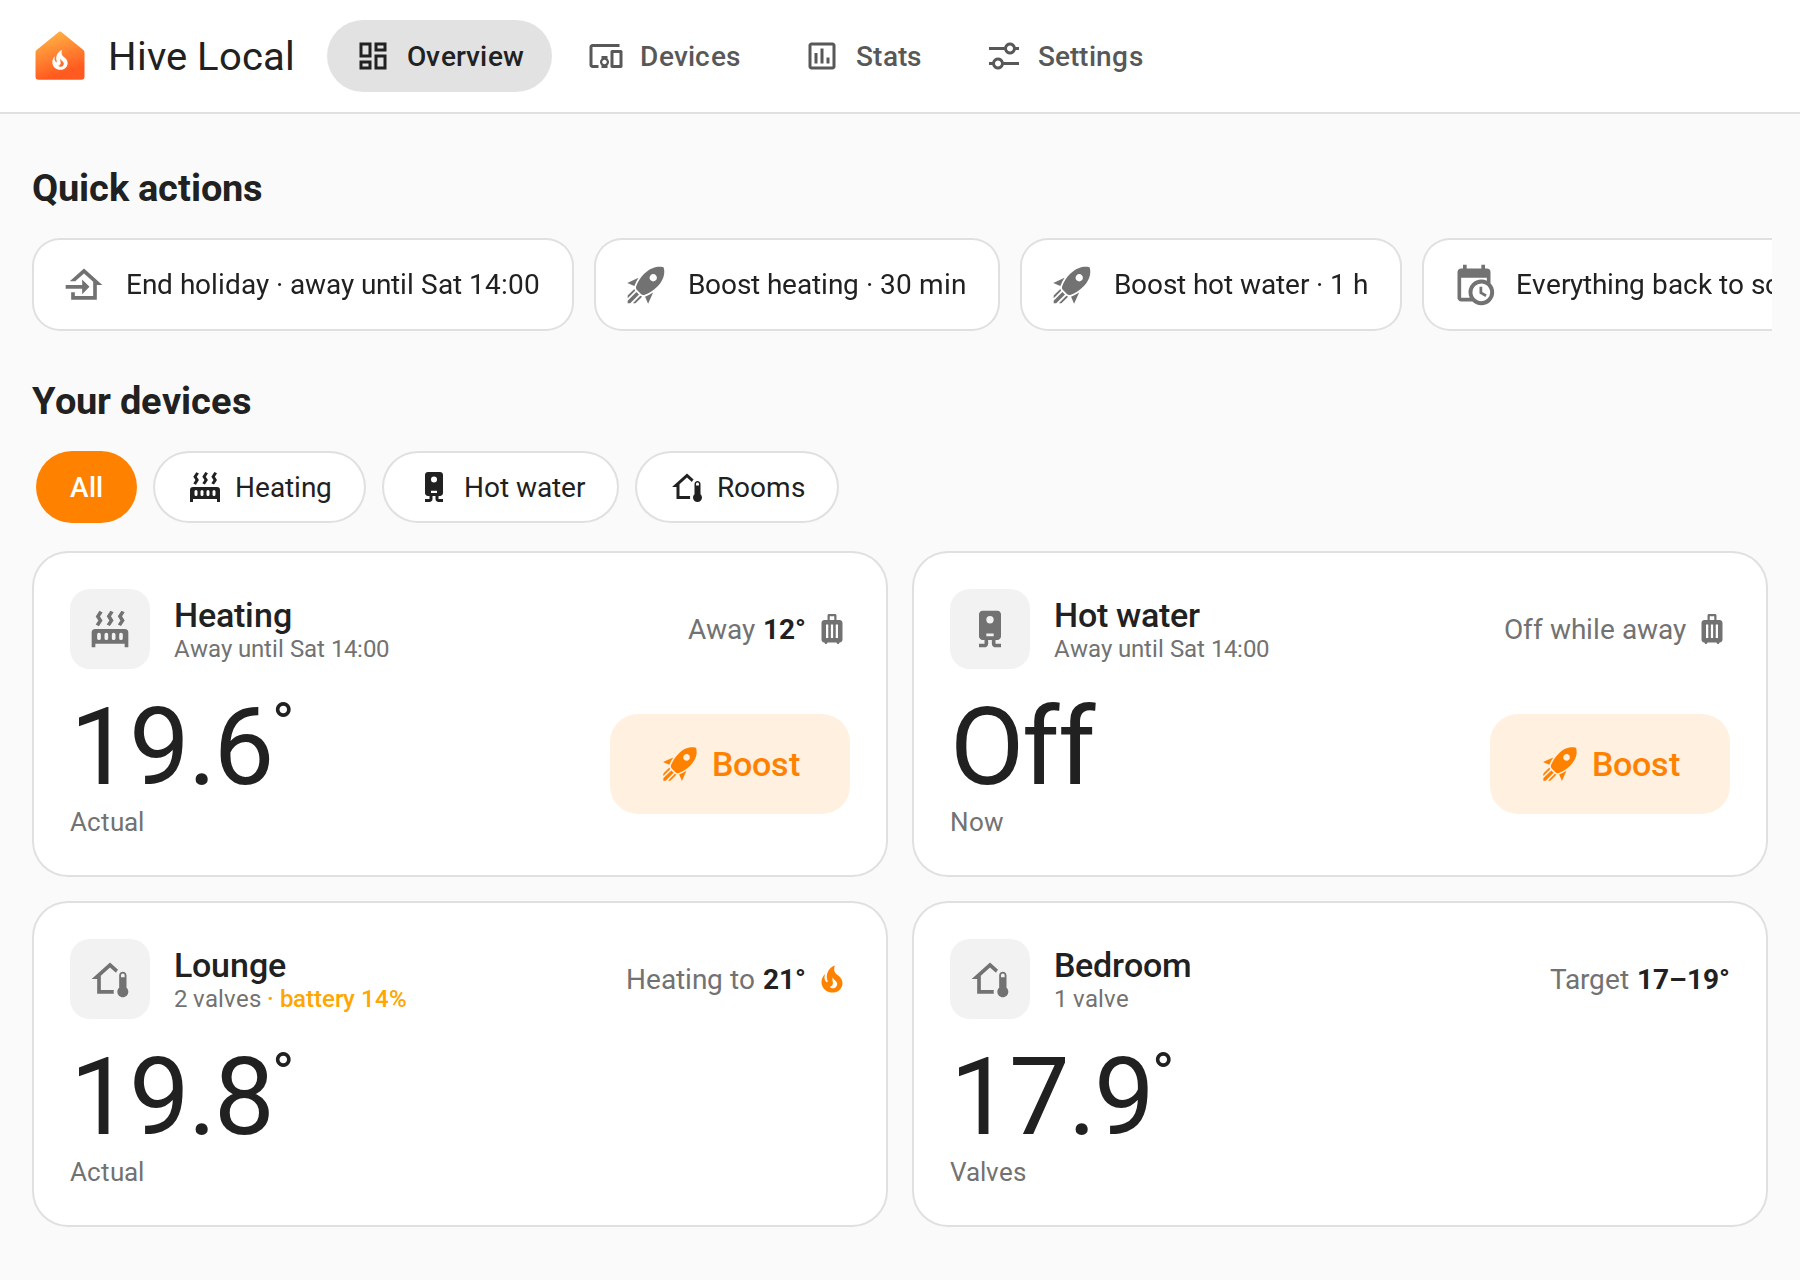 Hive Local
Overview
Devices
Stats
Settings
Quick actions
End holiday · away until Sat 14:00
Boost heating · 30 min
Boost hot water · 1 h
Everything back to
Your devices
All
Heating
Hot water
Rooms
Heating
Away until Sat 14:00
Away 12°
19.6°
Actual
Boost
Hot water
Away until Sat 14:00
Off while away
Off
Now
Boost
Lounge
2 valves · battery 14%
Heating to 21°
19.8°
Actual
Bedroom
1 valve
Target 17–19°
17.9°
Valves